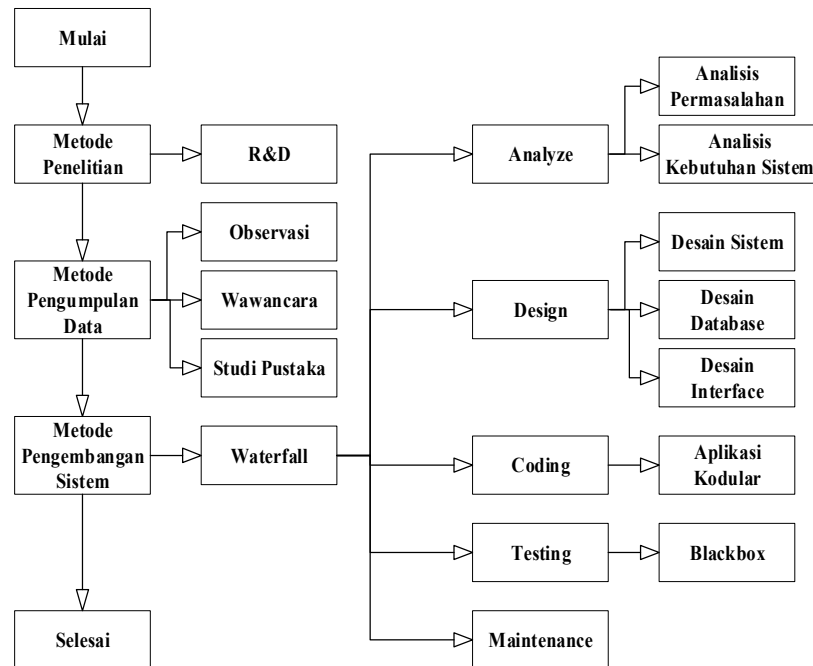 Mulai
Metode
Penelitian
R&D
Metode
Pengumpulan
Data
Observasi
Wawancara
Studi Pustaka
Metode
Pengembangan
Sistem
Waterfall
Selesai
Analyze
Analisis
Permasalahan
Analisis
Kebutuhan Sistem
Design
Desain Sistem
Desain
Database
Desain
Interface
Coding
Aplikasi
Kodular
Testing
Blackbox
Maintenance